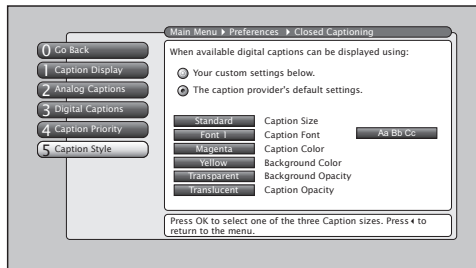 Main Menu ▸ Preferences ▸ Closed Captioning
0 Go Back
1 Caption Display
2 Analog Captions
3 Digital Captions
4 Caption Priority
5 Caption Style
When available digital captions can be displayed using:
Your custom settings below.
The caption provider's default settings.
Standard Caption Size
Font 1 Caption Font Aa Bb Cc
Magenta Caption Color
Yellow Background Color
Transparent Background Opacity
Translucent Caption Opacity
Press OK to select one of the three Caption sizes. Press ◂ to
return to the menu.